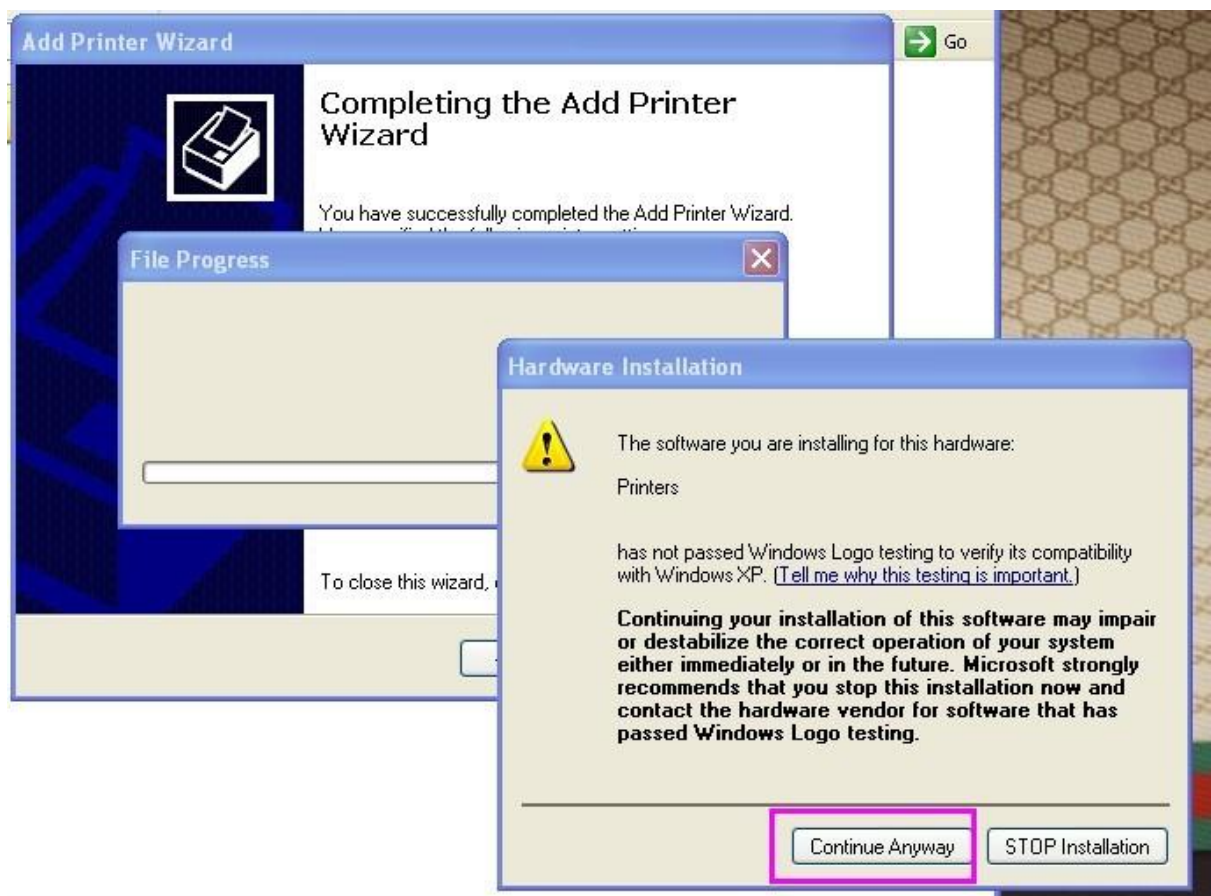 Add Printer Wizard
Go
Completing the Add Printer
Wizard
You have successfully completed the Add Printer Wizard.
File Progress
Hardware Installation
The software you are installing for this hardware:
Printers
has not passed Windows Logo testing to verify its compatibility
with Windows XP. (Tell me why this testing is important.)
To close this wizard,
Continuing your installation of this software may impair
or destabilize the correct operation of your system
either immediately or in the future. Microsoft strongly
recommends that you stop this installation now and
contact the hardware vendor for software that has
passed Windows Logo testing.
Continue Anyway
STOP Installation